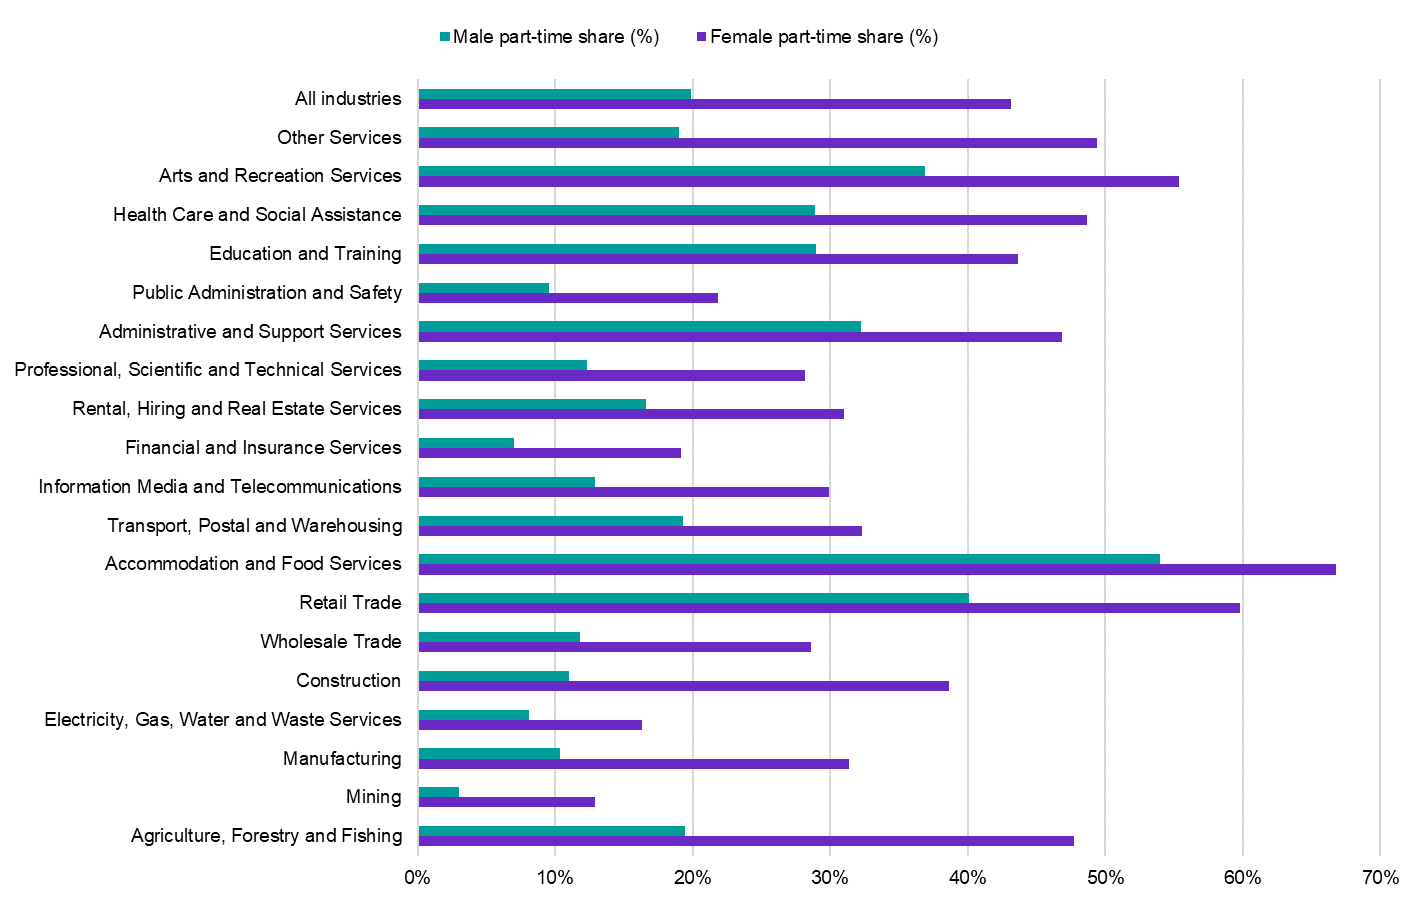 Male part-time share (%) Female part-time share (%)
All industries
Other Services
Arts and Recreation Services
Health Care and Social Assistance
Education and Training
Public Administration and Safety
Administrative and Support Services
Professional, Scientific and Technical Services
Rental, Hiring and Real Estate Services
Financial and Insurance Services
Information Media and Telecommunications
Transport, Postal and Warehousing
Accommodation and Food Services
Retail Trade
Wholesale Trade
Construction
Electricity, Gas, Water and Waste Services
Manufacturing
Mining
Agriculture, Forestry and Fishing
0% 10% 20% 30% 40% 50% 60% 70%